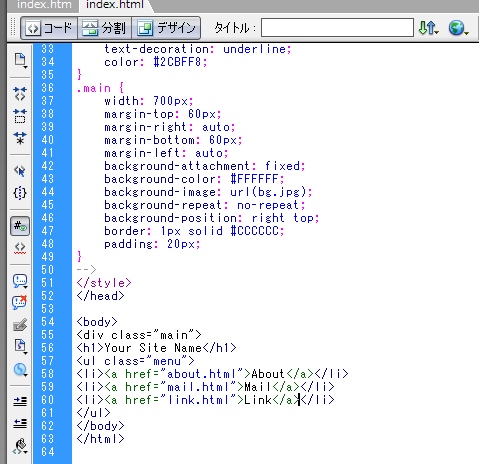 index.htm index.html
コード 分割 デザイン タイトル:
33 text-decoration: underline;
34 color: #2CBFF8;
35 }
36 .main {
37 width: 700px;
38 margin-top: 60px;
39 margin-right: auto;
40 margin-bottom: 60px;
41 margin-left: auto;
42 background-attachment: fixed;
43 background-color: #FFFFFF;
44 background-image: url(bg.jpg);
45 background-repeat: no-repeat;
46 background-position: right top;
47 border: 1px solid #CCCCCC;
48 padding: 20px;
49 }
50 -->
51 </style>
52 </head>
53
54 <body>
55 <div class="main">
56 <h1>Your Site Name</h1>
57 <ul class="menu">
58 <li><a href="about.html">About</a></li>
59 <li><a href="mail.html">Mail</a></li>
60 <li><a href="link.html">Link</a></li>
61 </ul>
62 </body>
63 </html>
64